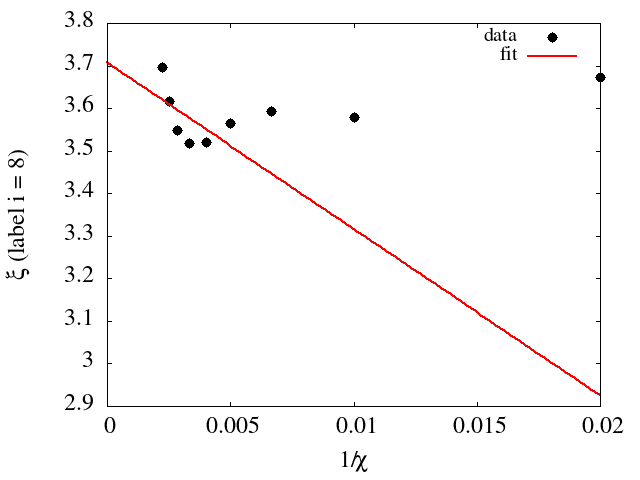 3.8
3.7
3.6
3.5
3.4
3.3
3.2
3.1
3
2.9
ξ (label i = 8)
data
fit
0 0.005 0.01 0.015 0.02
1/χ